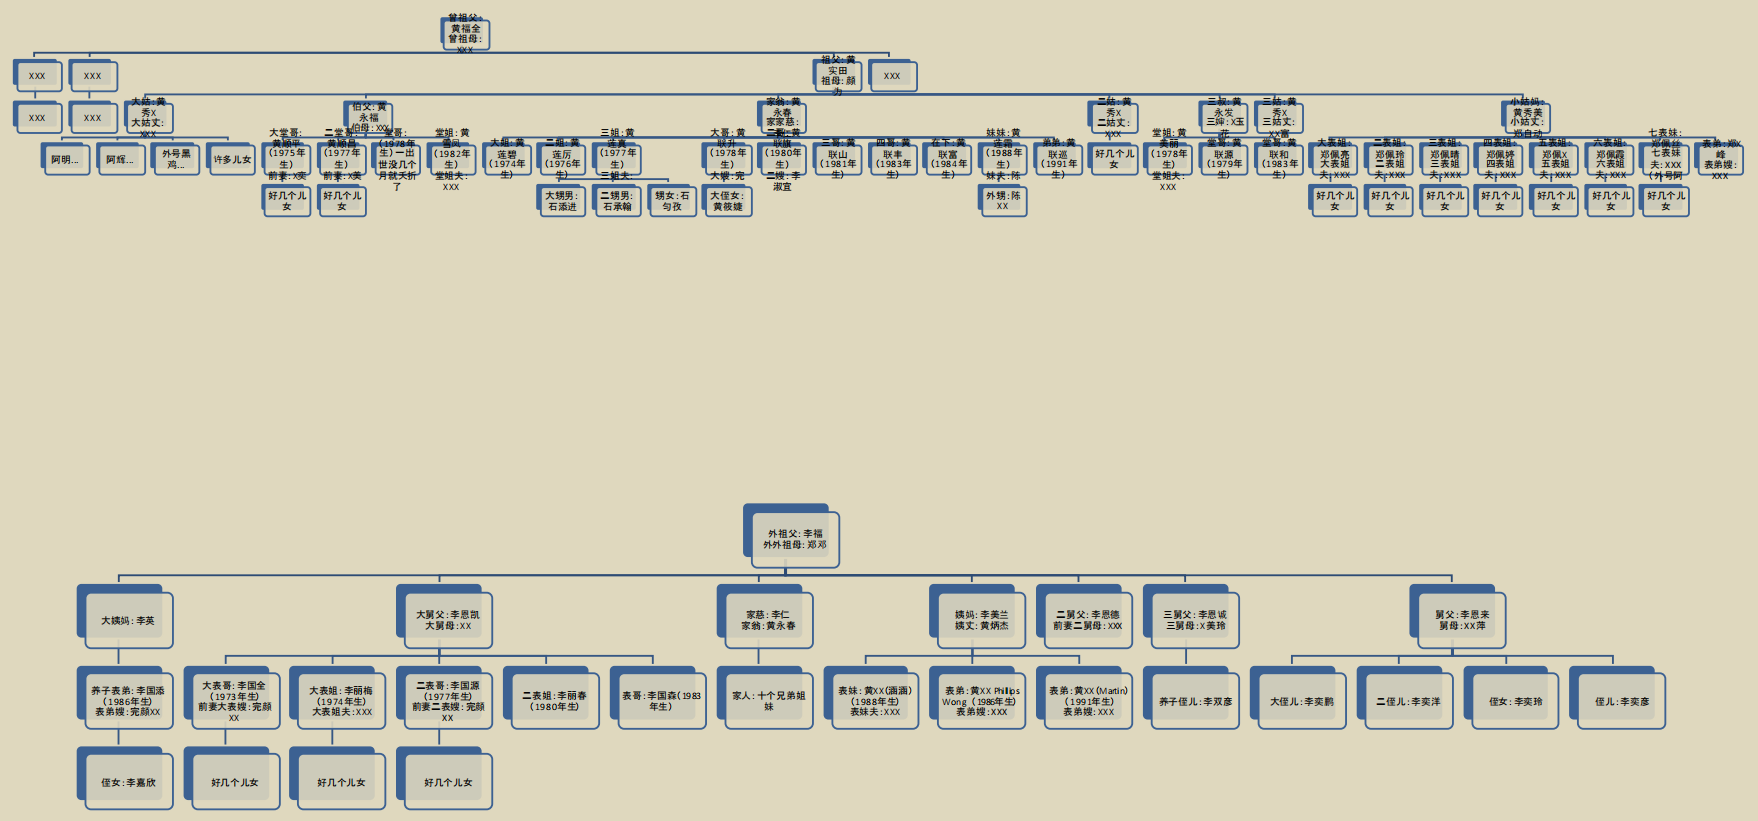 曾祖父：
黄福全
曾祖母：
XXX
XXX
XXX
祖父：黄
实田
祖母：颜
XXX
XXX
XXX
大姑：黄
秀X
大姑丈：
XXX
伯父：黄
永福
伯母：XX
家翁：黄
永春
家家慈：
二姑：黄
秀X
二姑丈：
XXX
三叔：黄
永发
三婶：X玉
花
三姑：黄
秀X
三姑丈：
XX富
小姑妈：
黄秀美
小姑丈：
郑自动
阿明...
阿辉...
外号黑
鸡...
许多儿女
大堂哥：
黄顺平
（1975年
生）
前妻：X英
二堂哥：
黄顺昌
（1977年
生）
前妻：X美
堂哥：
（1978年
生）一出
世没几个
月就夭折
了
堂姐：黄
雪凤
（1982年
生）
堂姐夫：
XXX
大姐：黄
莲碧
（1974年
生）
二姐：黄
莲厉
（1976年
生）
三姐：黄
莲真
（1977年
生）
三姐夫：
大哥：黄
联升
（1978年
生）
大嫂：完
二哥：黄
联旗
（1980年
生）
二嫂：李
淑宜
三哥：黄
联山
（1981年
生）
四哥：黄
联丰
（1983年
生）
在下：黄
联富
（1984年
生）
妹妹：黄
莲霜
（1988年
生）
妹夫：陈
弟弟：黄
联巡
（1991年
生）
好几个儿
女
堂姐：黄
美丽
（1978年
生）
堂姐夫：
XXX
堂哥：黄
联源
（1979年
生）
堂哥：黄
联和
（1983年
生）
大表姐：
郑佩亮
大表姐
夫：XXX
二表姐：
郑佩玲
二表姐
夫：XXX
三表姐：
郑佩晴
三表姐
夫：XXX
四表姐：
郑佩婷
四表姐
夫：XXX
五表姐：
郑佩X
五表姐
夫：XXX
六表姐：
郑佩霞
六表姐
夫：XXX
七表妹：
郑佩丝
七表妹
夫：XXX
（外号阿
表弟：郑X
峰
表弟嫂：
XXX
好几个儿
女
好几个儿
女
大甥男：
石添进
二甥男：
石承翰
甥女：石
匀孜
大侄女：
黄筱婕
外甥：陈
XX
好几个儿
女
好几个儿
女
好几个儿
女
好几个儿
女
好几个儿
女
好几个儿
女
好几个儿
女
外祖父：李福
外外祖母：郑邓
大姨妈：李英
大舅父：李恩凯
大舅母：XX
家慈：李仁
家翁：黄永春
姨妈：李美兰
姨丈：黄炳杰
二舅父：李恩德
前妻二舅母：XXX
三舅父：李恩诚
三舅母：X美玲
舅父：李恩来
舅母：XX萍
养子表弟：李国添
（1986年生）
表弟嫂：完颜XX
大表哥：李国全
（1973年生）
前妻大表嫂：完颜
XX
大表姐：李丽梅
（1974年生）
大表姐夫：XXX
二表哥：李国源
（1977年生）
前妻二表嫂：完颜
XX
二表姐：李丽春
（1980年生）
表哥：李国森（1983
年生）
家人：十个兄弟姐
妹
表妹：黄XX（涵涵）
（1988年生）
表妹夫：XXX
表弟：黄XX Phillips
Wong（1986年生）
表弟嫂：XXX
表弟：黄XX（Martin）
（1991年生）
表弟嫂：XXX
养子侄儿：李双彦
大侄儿：李奕鹏
二侄儿：李奕洋
侄女：李奕玲
侄儿：李奕彦
侄女：李嘉欣
好几个儿女
好几个儿女
好几个儿女